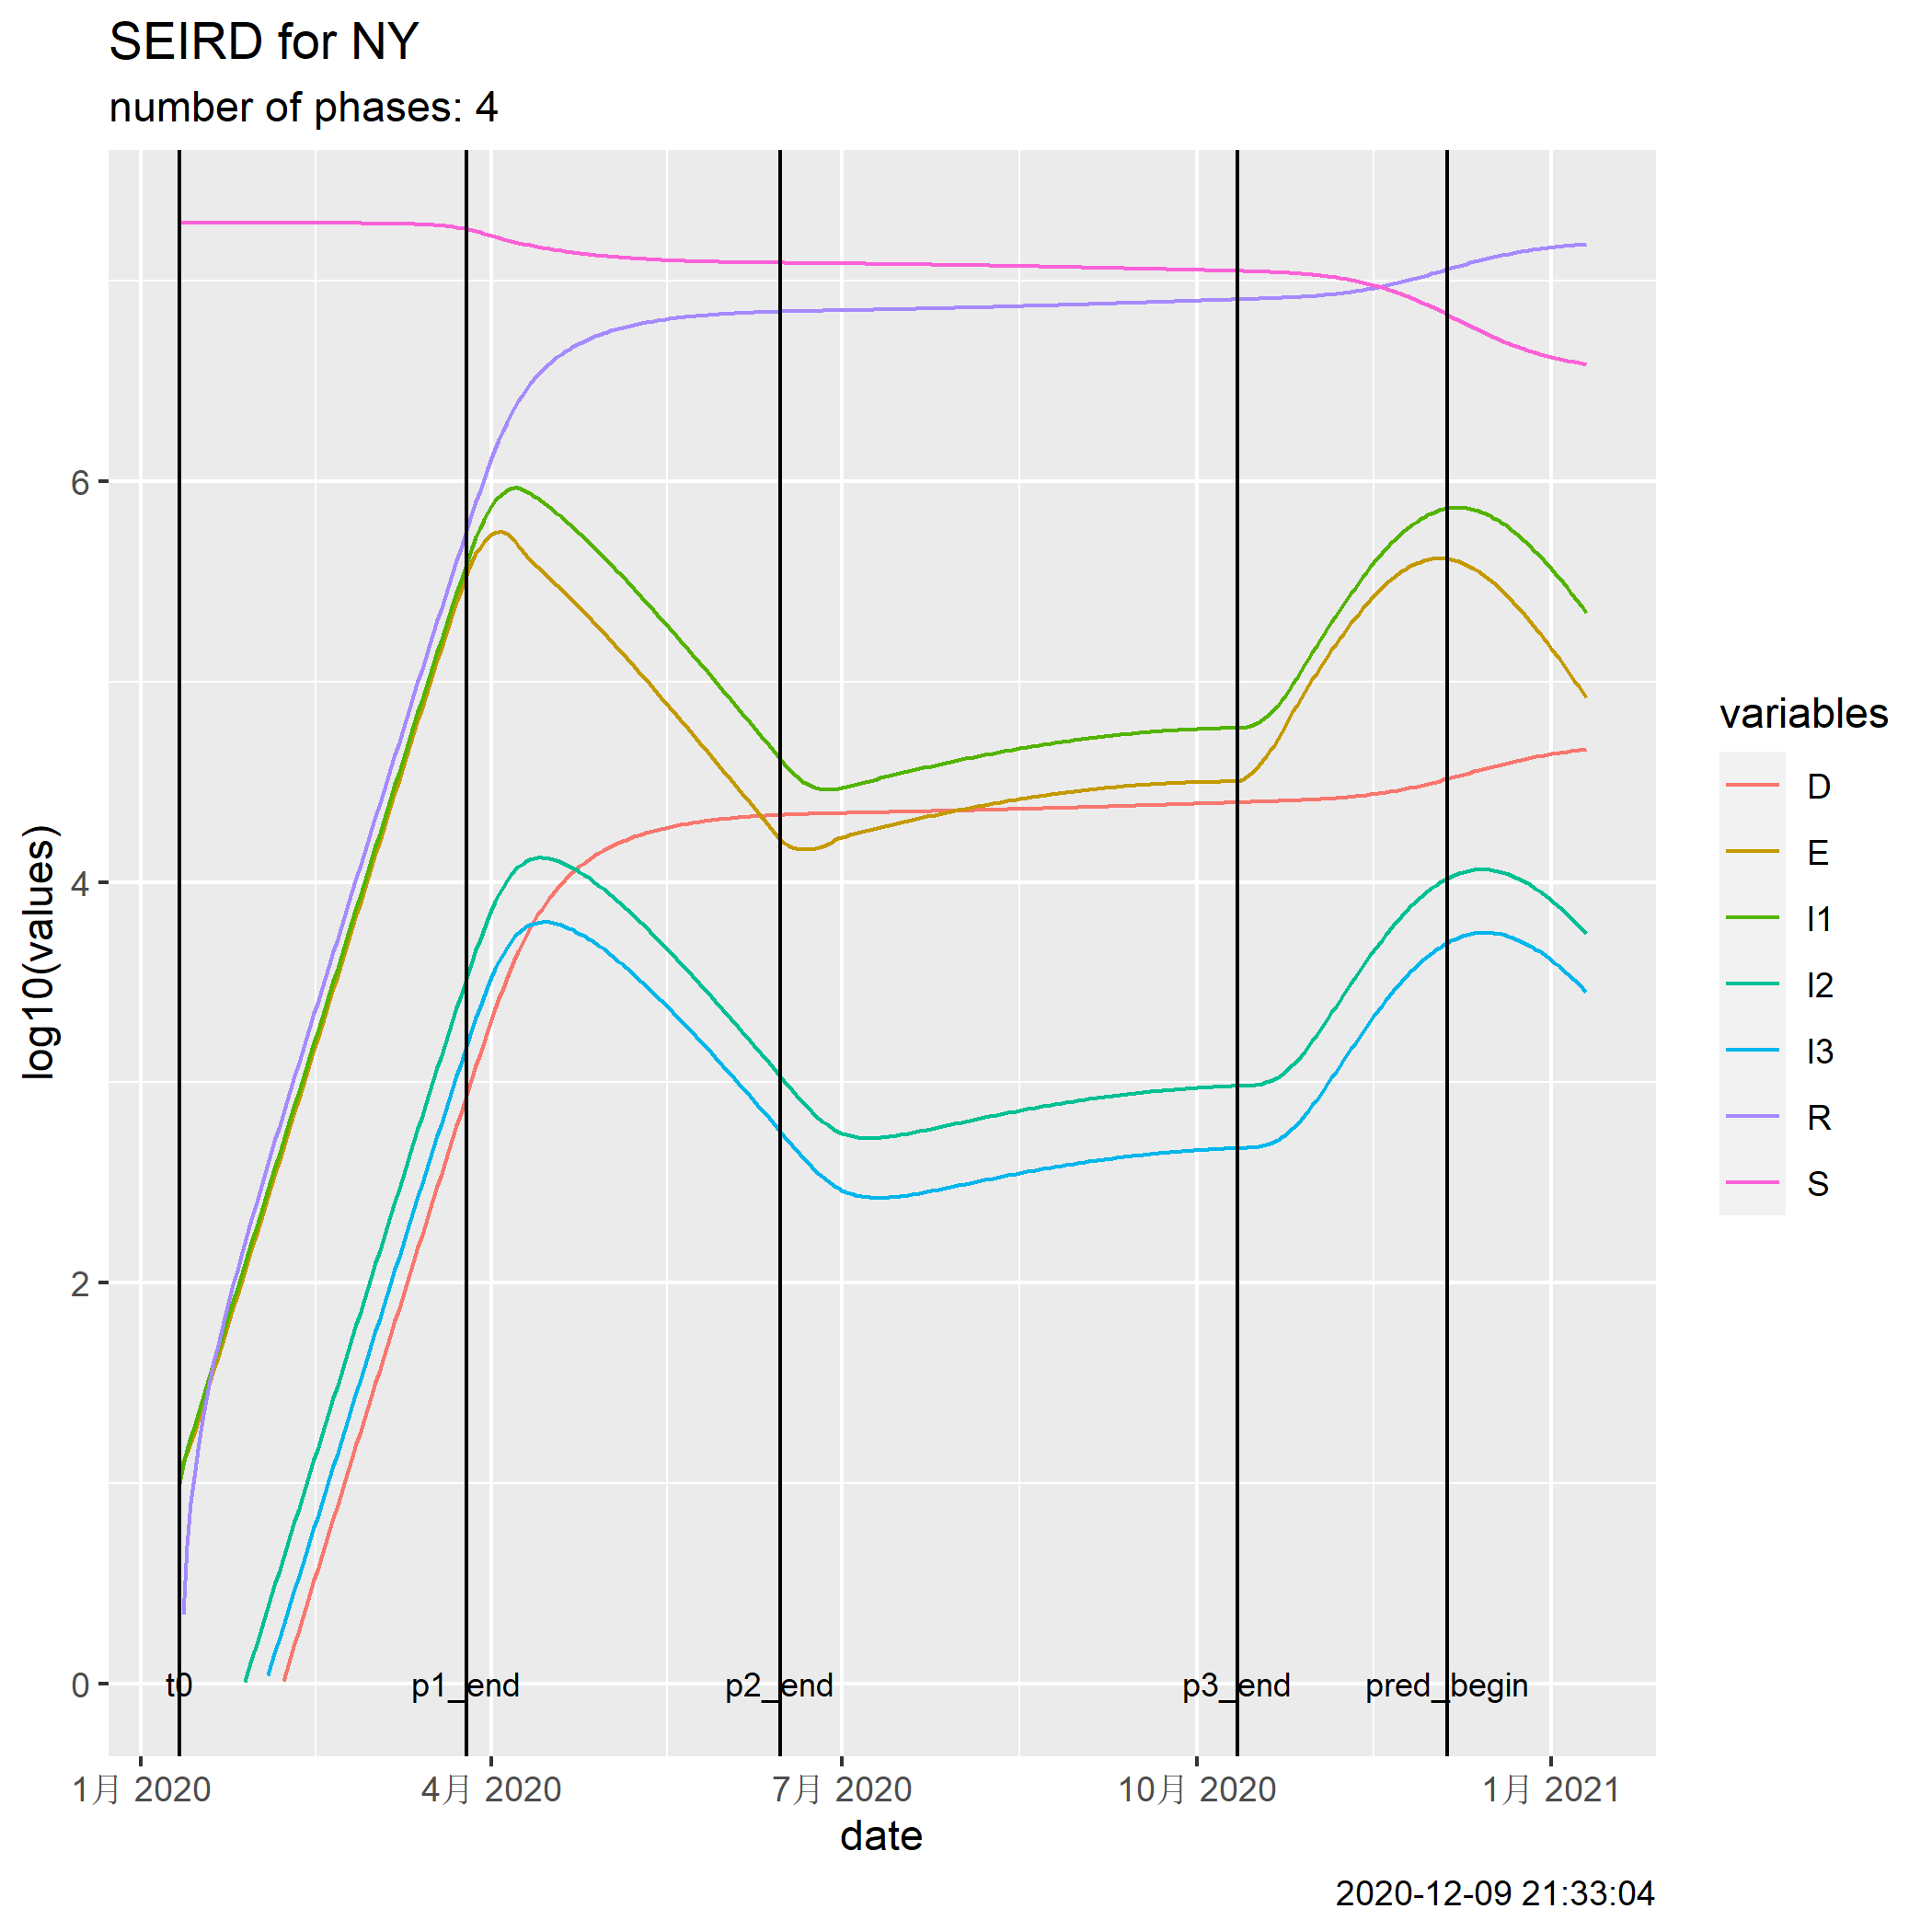 SEIRD for NY
number of phases: 4
log10(values)
6
4
2
0
t0
p1_end
p2_end
p3_end
pred_begin
1月 2020
4月 2020
7月 2020
10月 2020
1月 2021
date
variables
D
E
I1
I2
I3
R
S
2020-12-09 21:33:04